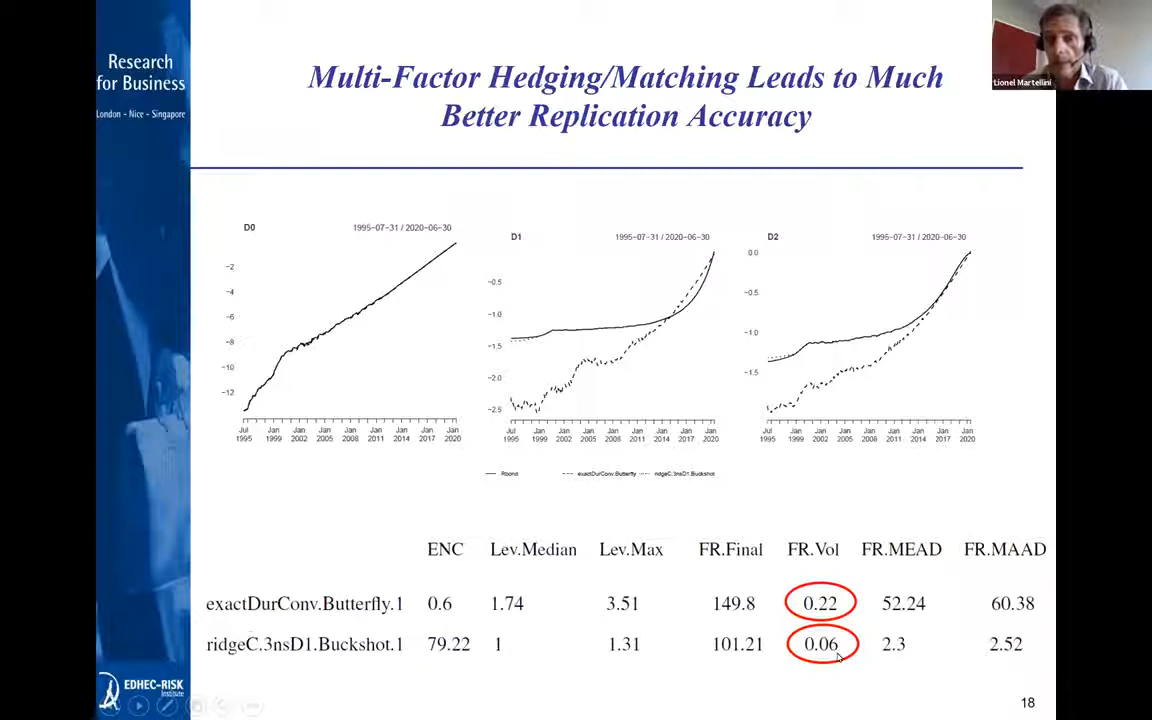 Research
for Business
London - Nice - Singapore
Lionel Martellini
Multi-Factor Hedging/Matching Leads to Much
Better Replication Accuracy
D0 1995-07-31 / 2020-06-30
-2
-4
-6
-8
-10
-12
Jul Jan Jan Jan Jan Jan Jan Jan
1995 1999 2002 2005 2008 2011 2017 2020
D1 1995-07-31 / 2020-06-30
-0.5
-1.0
-1.5
-2.0
-2.5
Jul Jan Jan Jan Jan Jan Jan Jan Jan
1995 1999 2002 2005 2008 2011 2014 2017 2020
D2 1995-07-31 / 2020-06-30
0.0
-0.5
-1.0
-1.5
Jul Jan Jan Jan Jan Jan Jan Jan Jan
1995 1999 2002 2005 2008 2011 2014 2017 2020
exactDurConv.Butterfly ridgeC.3nsD1.Buckshot
ENC Lev.Median Lev.Max FR.Final FR.Vol FR.MEAD FR.MAAD
exactDurConv.Butterfly.1 0.6 1.74 3.51 149.8 0.22 52.24 60.38
ridgeC.3nsD1.Buckshot.1 79.22 1 1.31 101.21 0.06 2.3 2.52
EDHEC-RISK
Institute
18